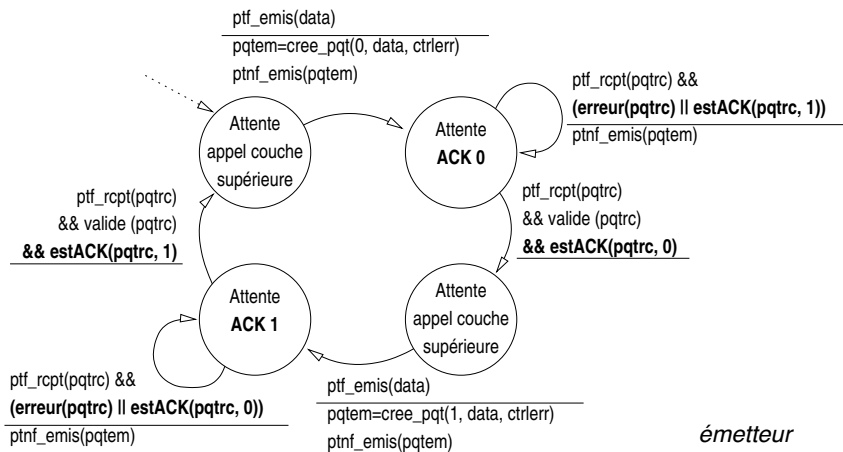 ptf_emis(data)
pqtem=cree_pqt(0, data, ctrlerr)
ptnf_emis(pqtem)
ptf_rcpt(pqtrc) &&
(erreur(pqtrc) || estACK(pqtrc, 1))
ptnf_emis(pqtem)
Attente
appel couche
supérieure
Attente
ACK 0
ptf_rcpt(pqtrc)
&& valide (pqtrc)
&& estACK(pqtrc, 1)
ptf_rcpt(pqtrc)
&& valide (pqtrc)
&& estACK(pqtrc, 0)
Attente
ACK 1
Attente
appel couche
supérieure
ptf_rcpt(pqtrc) &&
(erreur(pqtrc) || estACK(pqtrc, 0))
ptnf_emis(pqtem)
ptf_emis(data)
pqtem=cree_pqt(1, data, ctrlerr)
ptnf_emis(pqtem)
émetteur